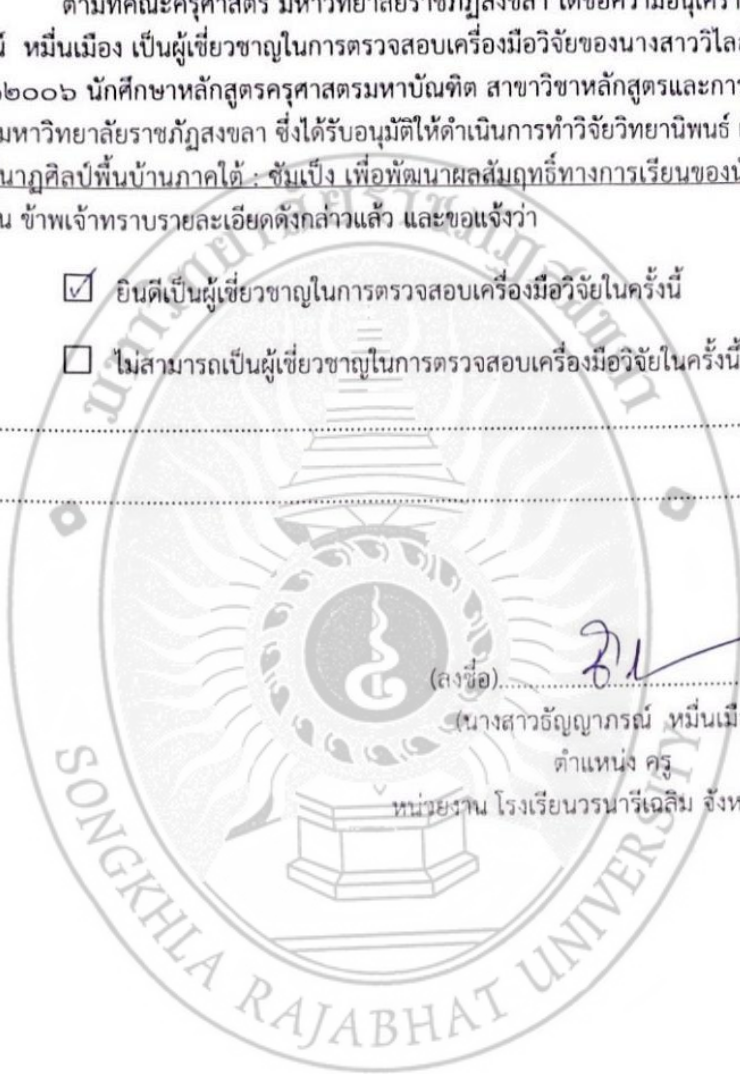 ตามที่คณะครุศาสตร์ มหาวิทยาลัยราชภัฏสงขลา ได้ขอความอนุเครา
หมื่นเมือง เป็นผู้เชี่ยวชาญในการตรวจสอบเครื่องมือวิจัยของนางสาววิไล
๒๐๐๖ นักศึกษาหลักสูตรครุศาสตรมหาบัณฑิต สาขาวิชาหลักสูตรและการ
มหาวิทยาลัยราชภัฏสงขลา ซึ่งได้รับอนุมัติให้ดำเนินการทำวิจัยวิทยานิพนธ์
นาฏศิลป์พื้นบ้านภาคใต้ : ซัมเป็ง เพื่อพัฒนาผลสัมฤทธิ์ทางการเรียนของ
น ข้าพเจ้าทราบรายละเอียดดังกล่าวแล้ว และขอแจ้งว่า
☑ ยินดีเป็นผู้เชี่ยวชาญในการตรวจสอบเครื่องมือวิจัยในครั้งนี้
☐ ไม่สามารถเป็นผู้เชี่ยวชาญในการตรวจสอบเครื่องมือวิจัยในครั้งนี้
(ลงชื่อ)
(นางสาวธัญญาภรณ์ หมื่นเมือ
ตำแหน่ง ครู
หน่วยงาน โรงเรียนวรนารีเฉลิม จังห
มหาวิทยาลัยราชภัฏสงขลา
SONGKHLA RAJABHAT UNIVERSITY